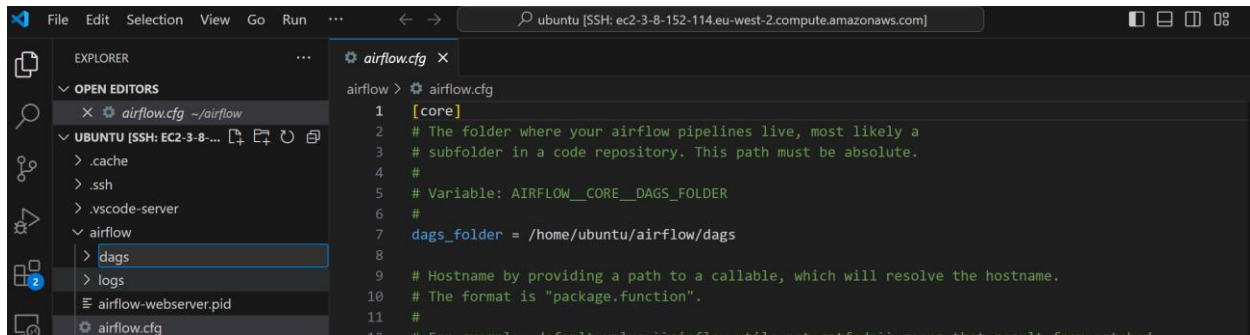 File Edit Selection View Go Run ··· ubuntu [SSH: ec2-3-8-152-114.eu-west-2.compute.amazonaws.com]
EXPLORER ···
OPEN EDITORS
airflow.cfg ~/airflow
UBUNTU [SSH: EC2-3-8-...
.cache
.ssh
.vscode-server
airflow
dags
logs
airflow-webserver.pid
airflow.cfg
2
airflow.cfg
airflow > airflow.cfg
1 [core]
2 # The folder where your airflow pipelines live, most likely a
3 # subfolder in a code repository. This path must be absolute.
4 #
5 # Variable: AIRFLOW__CORE__DAGS_FOLDER
6 #
7 dags_folder = /home/ubuntu/airflow/dags
8
9 # Hostname by providing a path to a callable, which will resolve the hostname.
10 # The format is "package.function".
11 #